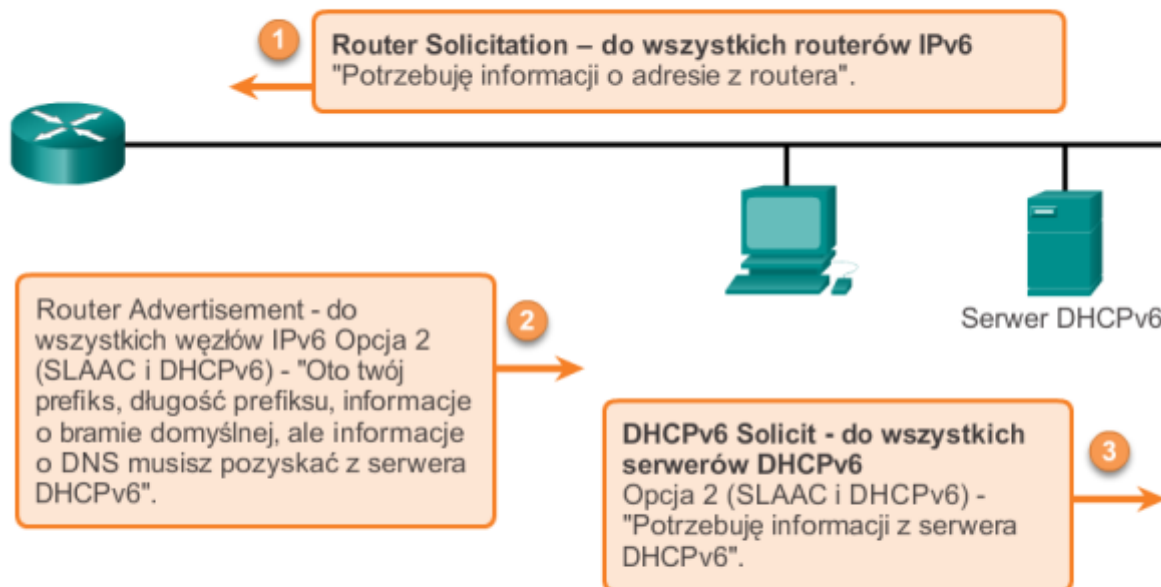 1
Router Solicitation – do wszystkich routerów IPv6
"Potrzebuję informacji o adresie z routera".
Serwer DHCPv6
Router Advertisement - do
wszystkich węzłów IPv6 Opcja 2
(SLAAC i DHCPv6) - "Oto twój
prefiks, długość prefiksu, informacje
o bramie domyślnej, ale informacje
o DNS musisz pozyskać z serwera
DHCPv6".
2
DHCPv6 Solicit - do wszystkich
serwerów DHCPv6
Opcja 2 (SLAAC i DHCPv6) -
"Potrzebuję informacji z serwera
DHCPv6".
3